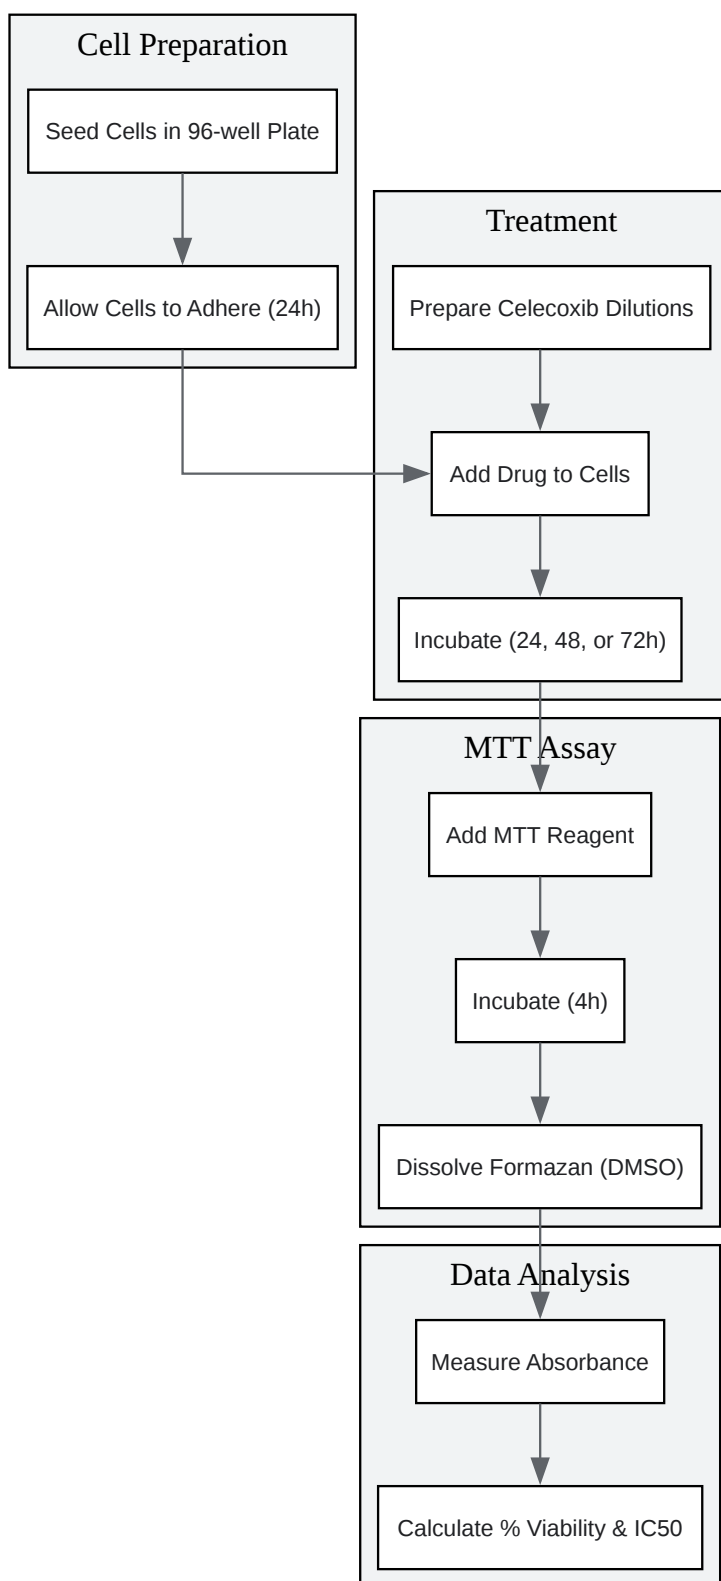 Cell Preparation
Seed Cells in 96-well Plate
Allow Cells to Adhere (24h)
Treatment
Prepare Celecoxib Dilutions
Add Drug to Cells
Incubate (24, 48, or 72h)
MTT Assay
Add MTT Reagent
Incubate (4h)
Dissolve Formazan (DMSO)
Data Analysis
Measure Absorbance
Calculate % Viability & IC50